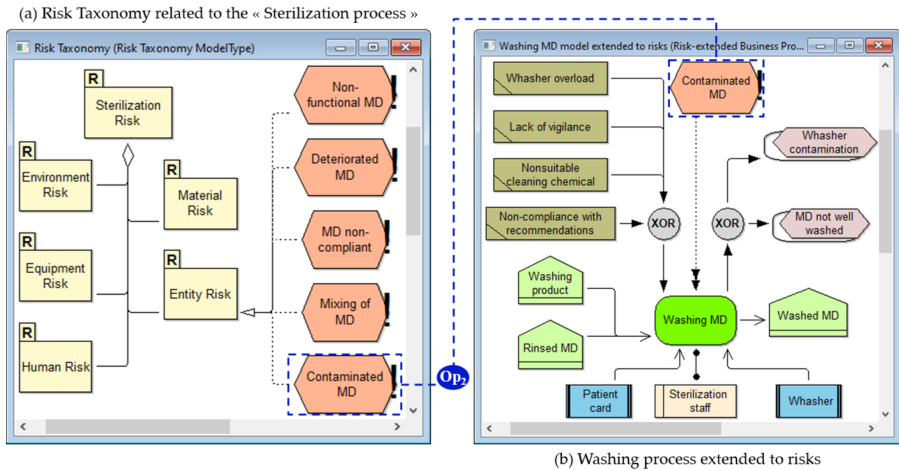 (a) Risk Taxonomy related to the « Sterilization process »
Risk Taxonomy (Risk Taxonomy ModelType)
R
Sterilization
Risk
R
Environment
Risk
R
Material
Risk
R
Equipment
Risk
R
Entity Risk
R
Human Risk
Non-
functional MD
Deteriorated
MD
MD non-
compliant
Mixing of
MD
Contaminated
MD
Op2
Washing MD model extended to risks (Risk-extended Business Pro...
Whasher overload
Lack of vigilance
Nonsuitable
cleaning chemical
Non-compliance with
recommendations
Contaminated
MD
Whasher
contamination
XOR
XOR
MD not well
washed
Washing
product
Rinsed MD
Washing MD
Washed MD
Patient
card
Sterilization
staff
Whasher
(b) Washing process extended to risks